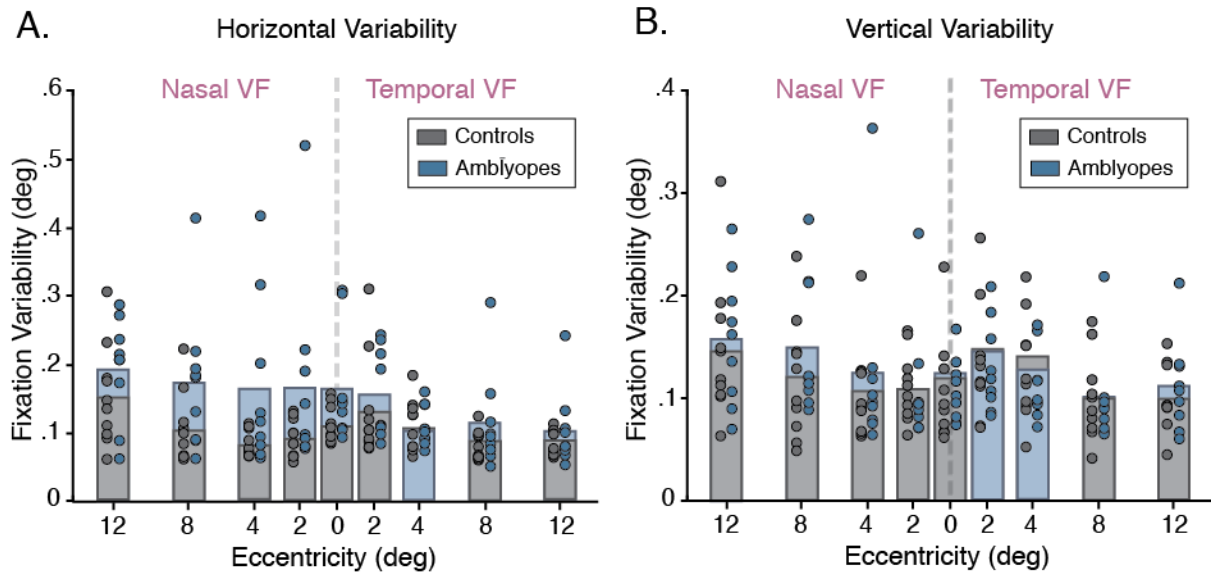 A.
Horizontal Variability
Nasal VF
Temporal VF
Controls
Amblyopes
Fixation Variability (deg)
.6
.5
.4
.3
.2
.1
0
12 8 4 2 0 2 4 8 12
Eccentricity (deg)
B.
Vertical Variability
Nasal VF
Temporal VF
Controls
Amblyopes
Fixation Variability (deg)
.4
.3
.2
.1
0
12 8 4 2 0 2 4 8 12
Eccentricity (deg)